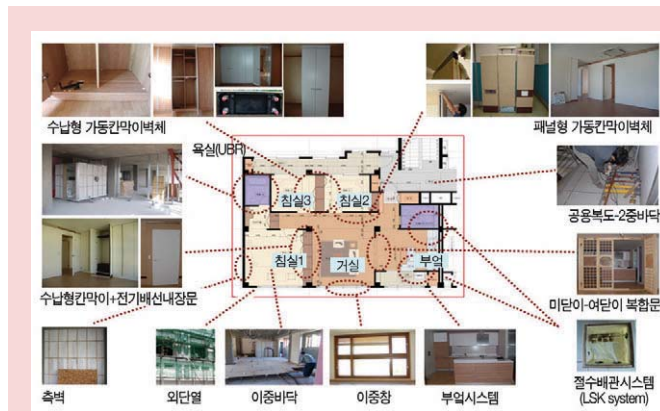 수납형 가동칸막이벽체
패널형 가동칸막이벽체
욕실(UBR)
침실3
침실2
공용복도-2중바닥
침실1
거실
부엌
수납형칸막이+전기배선내장문
미닫이-여닫이 복합문
측벽
외단열
이중바닥
이중창
부엌시스템
절수배관시스템
(LSK system)